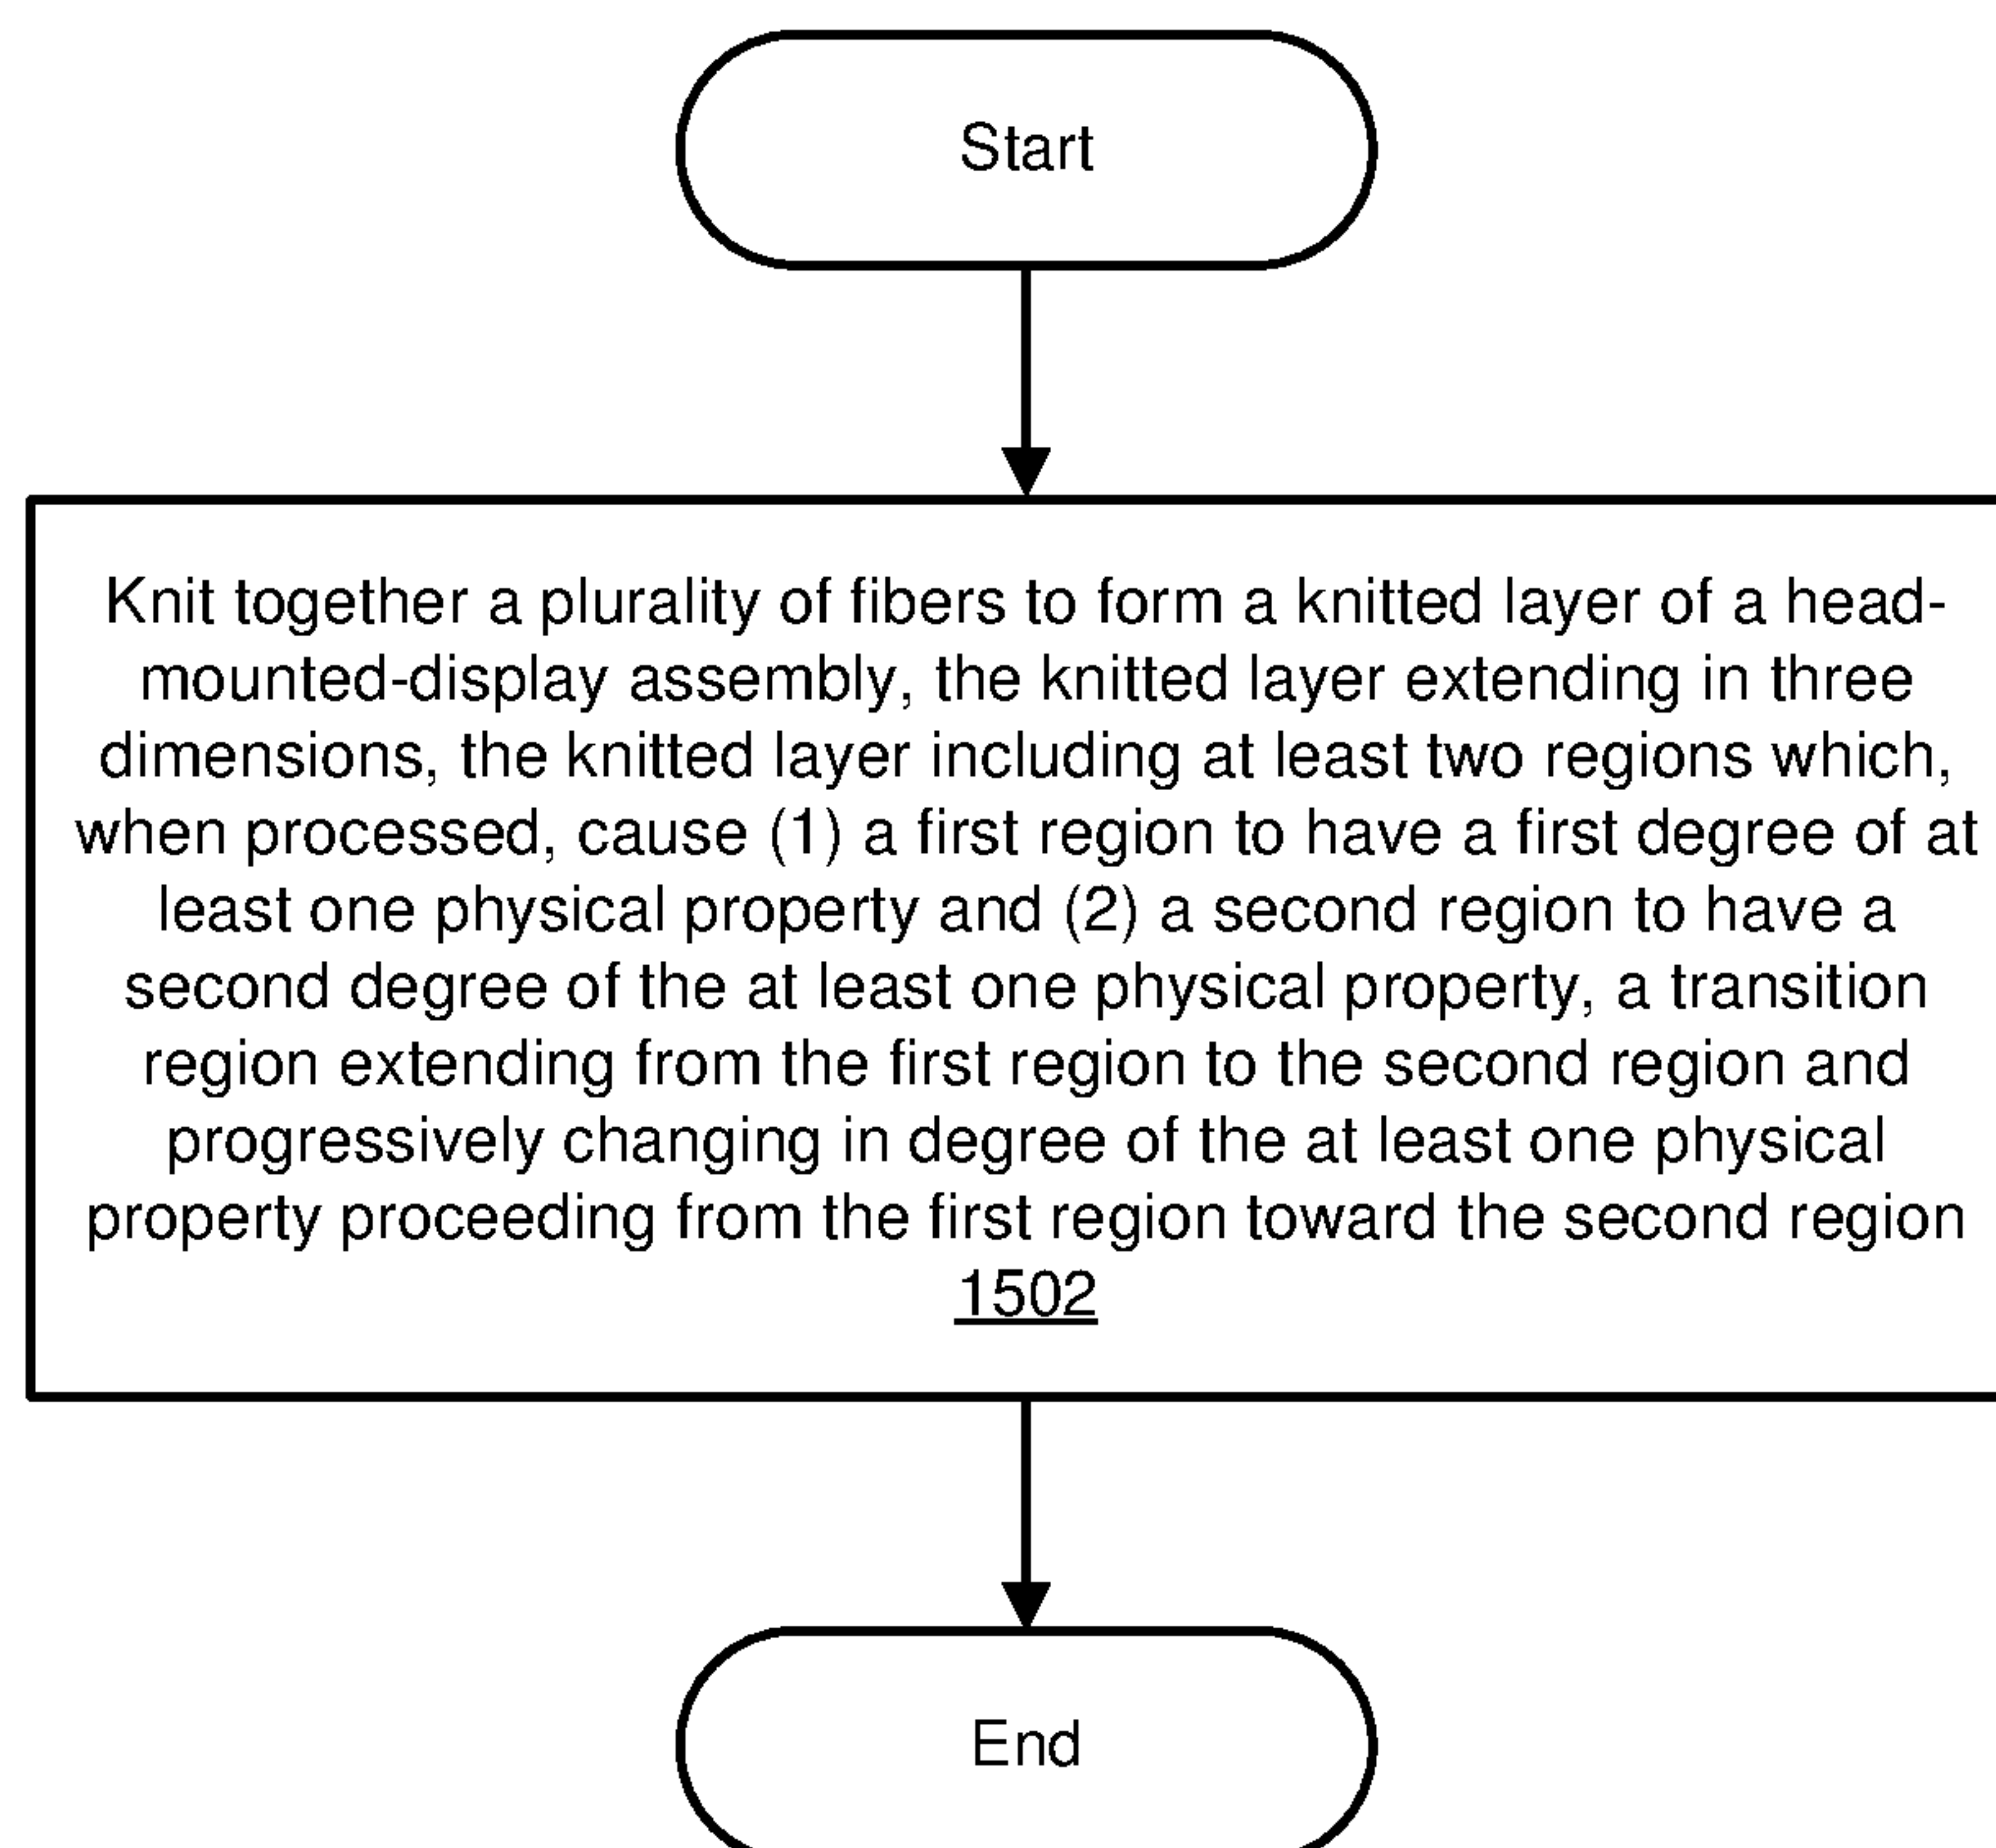 Start
Knit together a plurality of fibers to form a knitted layer of a head-
mounted-display assembly, the knitted layer extending in three
dimensions, the knitted layer including at least two regions which,
when processed, cause (1) a first region to have a first degree of at
least one physical property and (2) a second region to have a
second degree of the at least one physical property, a transition
region extending from the first region to the second region and
progressively changing in degree of the at least one physical
property proceeding from the first region toward the second region
1502
End